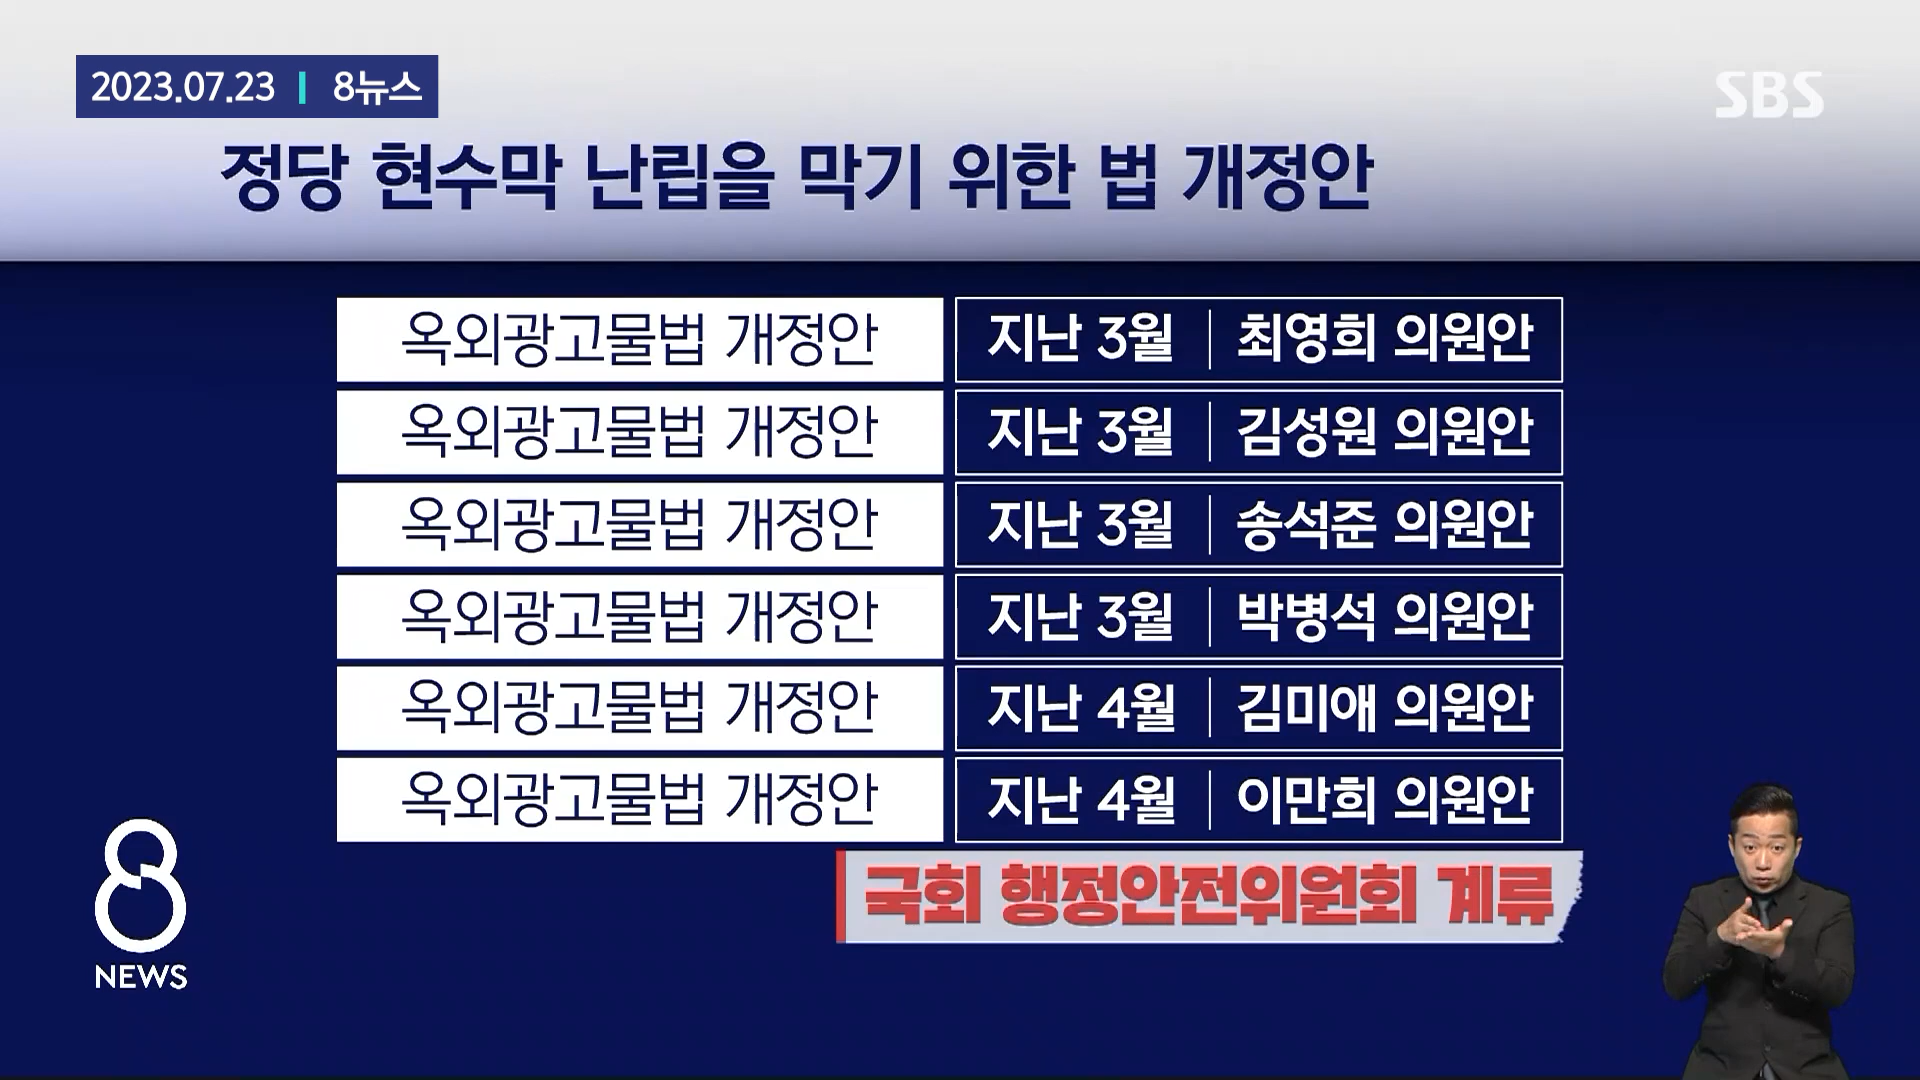 2023.07.23 | 8뉴스
SBS
정당 현수막 난립을 막기 위한 법 개정안
옥외광고물법 개정안 지난 3월 | 최영희 의원안
옥외광고물법 개정안 지난 3월 | 김성원 의원안
옥외광고물법 개정안 지난 3월 | 송석준 의원안
옥외광고물법 개정안 지난 3월 | 박병석 의원안
옥외광고물법 개정안 지난 4월 | 김미애 의원안
옥외광고물법 개정안 지난 4월 | 이만희 의원안
국회 행정안전위원회 계류
8
NEWS